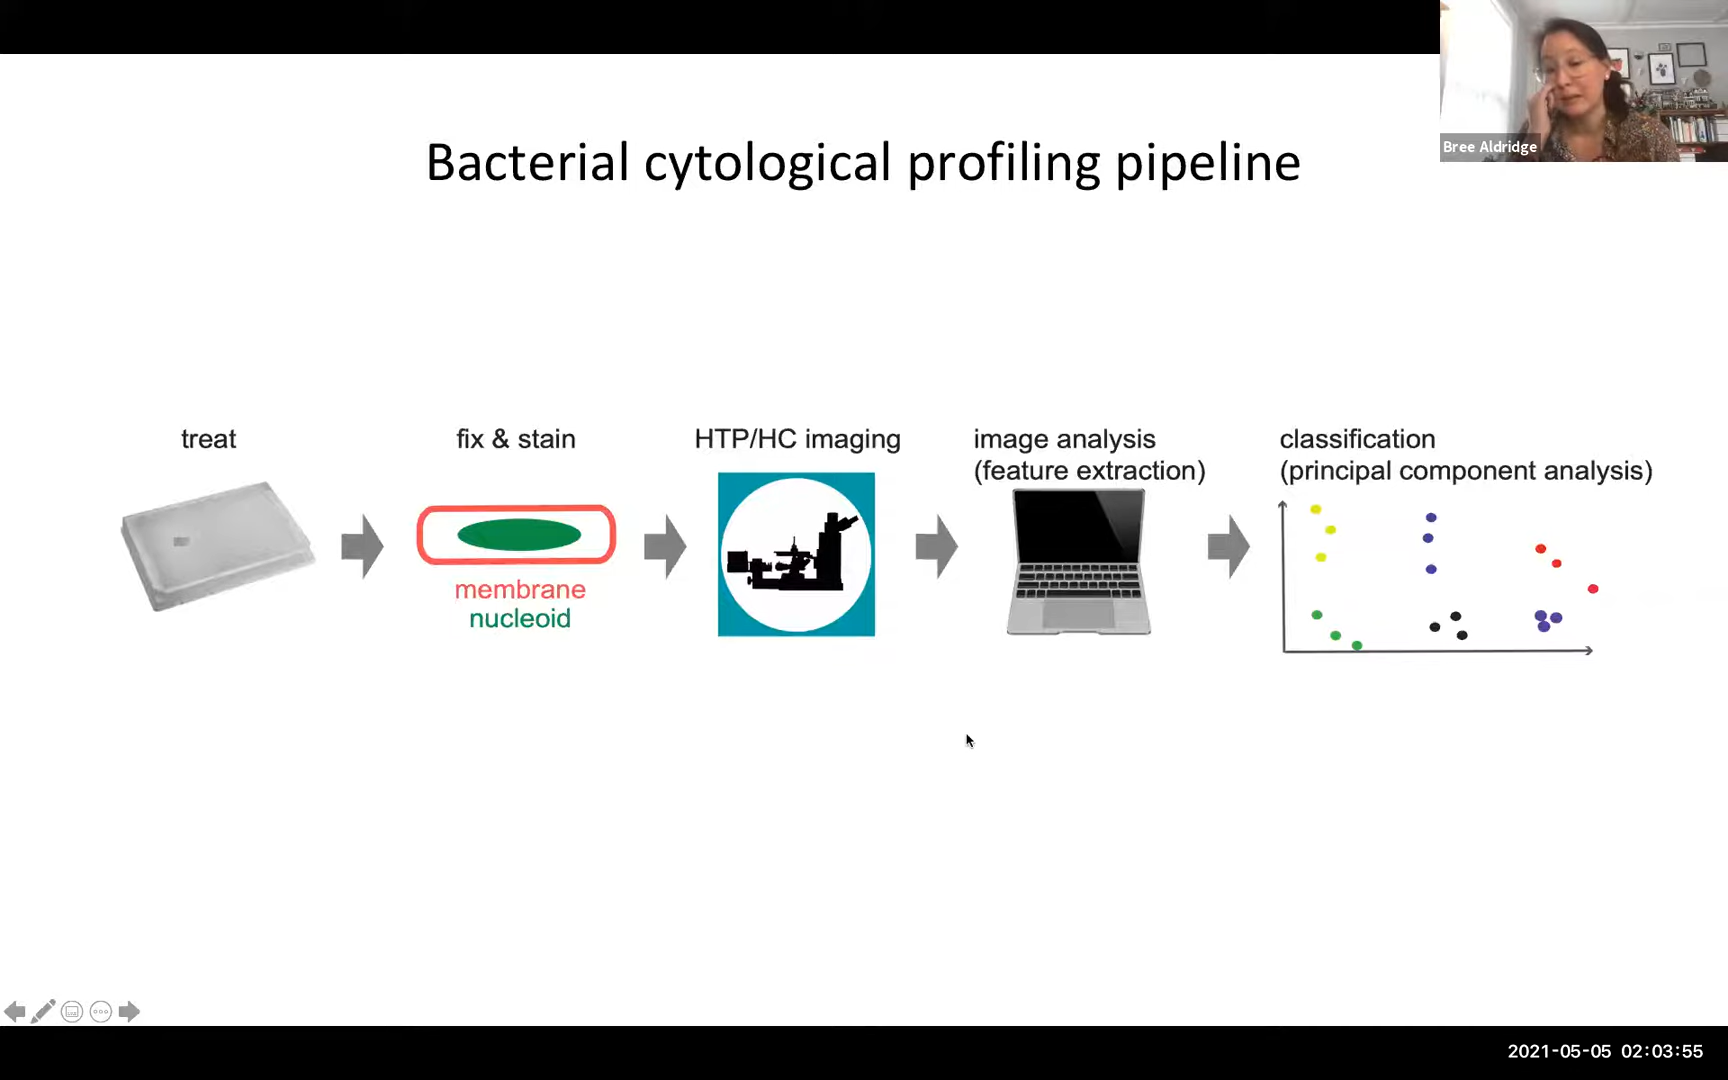 Bree Aldridge
Bacterial cytological profiling pipeline
treat
fix & stain
membrane
nucleoid
HTP/HC imaging
image analysis
(feature extraction)
classification
(principal component analysis)
2021-05-05 02:03:55